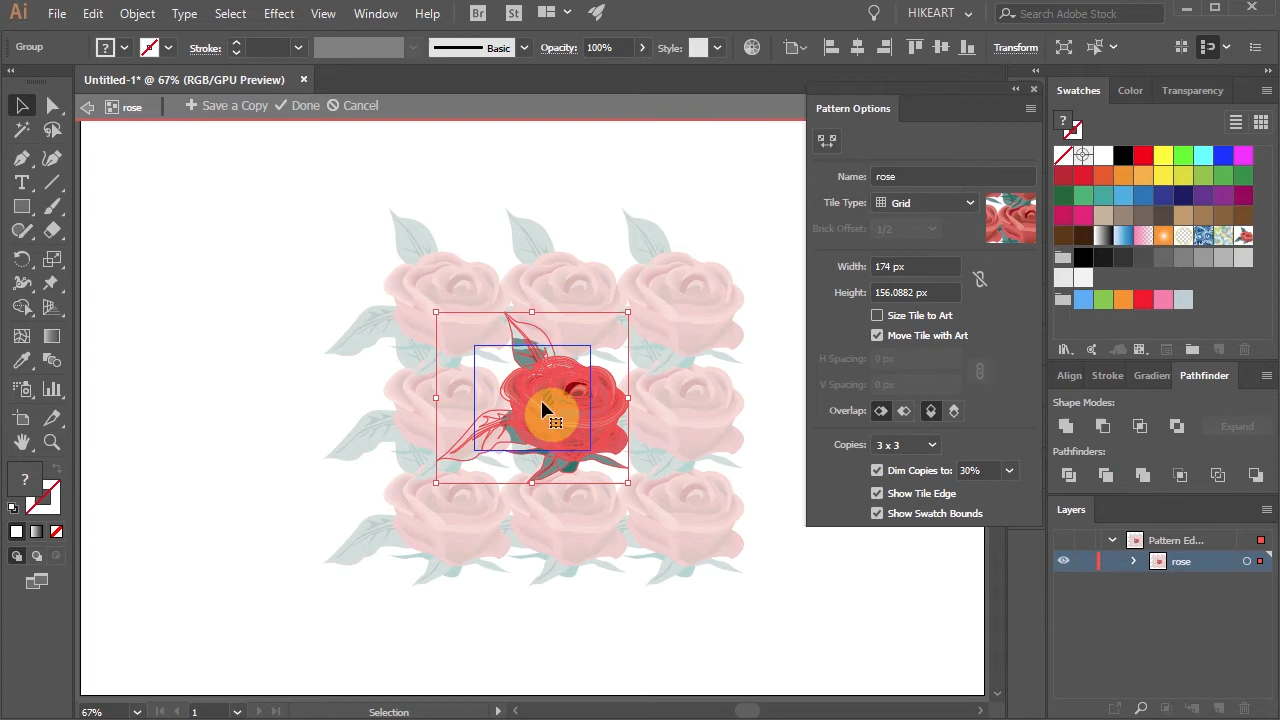 Ai File Edit Object Type Select Effect View Window Help Br St HIKEART Search Adobe Stock
Group ? Stroke: Basic Opacity: 100% Style: Transform
Untitled-1* @ 67% (RGB/GPU Preview) ×
rose + Save a Copy Done Cancel
Pattern Options
Name: rose
Tile Type: Grid
Brick Offset: 1/2
Width: 174 px
Height: 156.0882 px
Size Tile to Art
Move Tile with Art
H Spacing: 0 px
V Spacing: 0 px
Overlap:
Copies: 3 x 3
Dim Copies to: 30%
Show Tile Edge
Show Swatch Bounds
Swatches Color Transparency
?
Align Stroke Gradien Pathfinder
Shape Modes:
Expand
Pathfinders:
Layers
Pattern Ed...
rose
?
67% 1 Selection